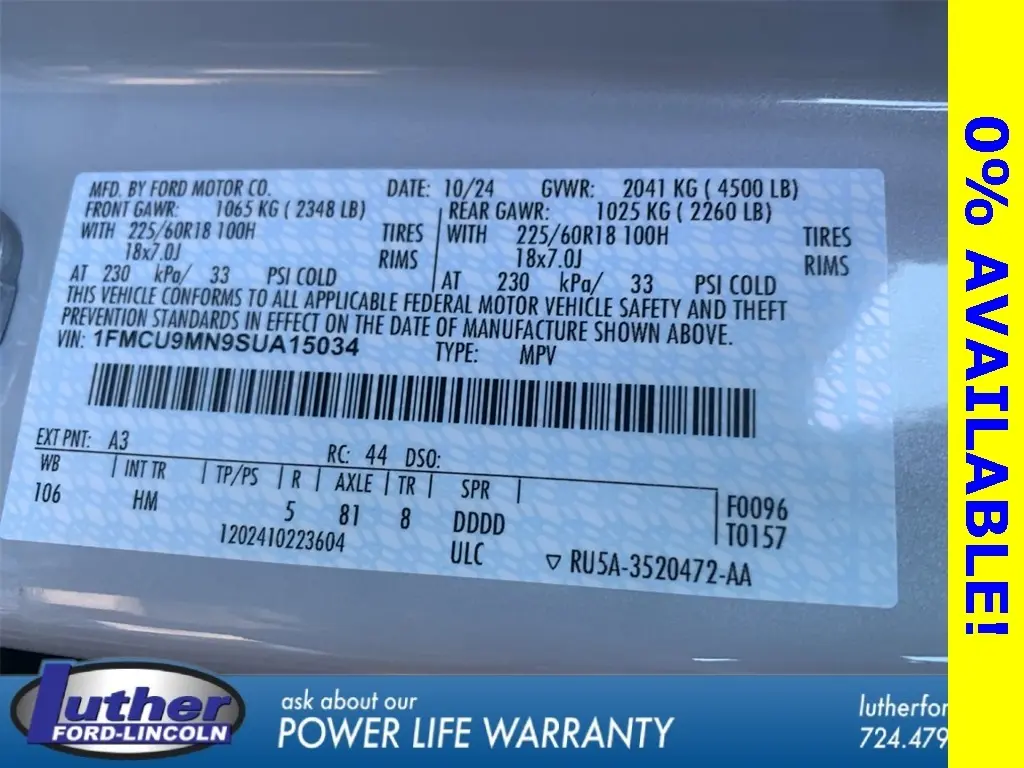 MFD. BY FORD MOTOR CO. DATE: 10/24 GVWR: 2041 KG ( 4500 LB)
FRONT GAWR: 1065 KG ( 2348 LB) REAR GAWR: 1025 KG ( 2260 LB)
WITH 225/60R18 100H TIRES WITH 225/60R18 100H TIRES
18x7.0J RIMS 18x7.0J RIMS
AT 230 kPa/ 33 PSI COLD AT 230 kPa/ 33 PSI COLD
THIS VEHICLE CONFORMS TO ALL APPLICABLE FEDERAL MOTOR VEHICLE SAFETY AND THEFT
PREVENTION STANDARDS IN EFFECT ON THE DATE OF MANUFACTURE SHOWN ABOVE.
VIN: 1FMCU9MN9SUA15034 TYPE: MPV
EXT PNT: A3 RC: 44 DSO:
WB INT TR TP/PS R AXLE TR SPR
106 HM 5 81 8 DDDD
F0096
T0157
1202410223604 ULC
▽ RU5A-3520472-AA
0% AVAILABLE!
luther
FORD-LINCOLN
ask about our
POWER LIFE WARRANTY
lutherfor
724.479